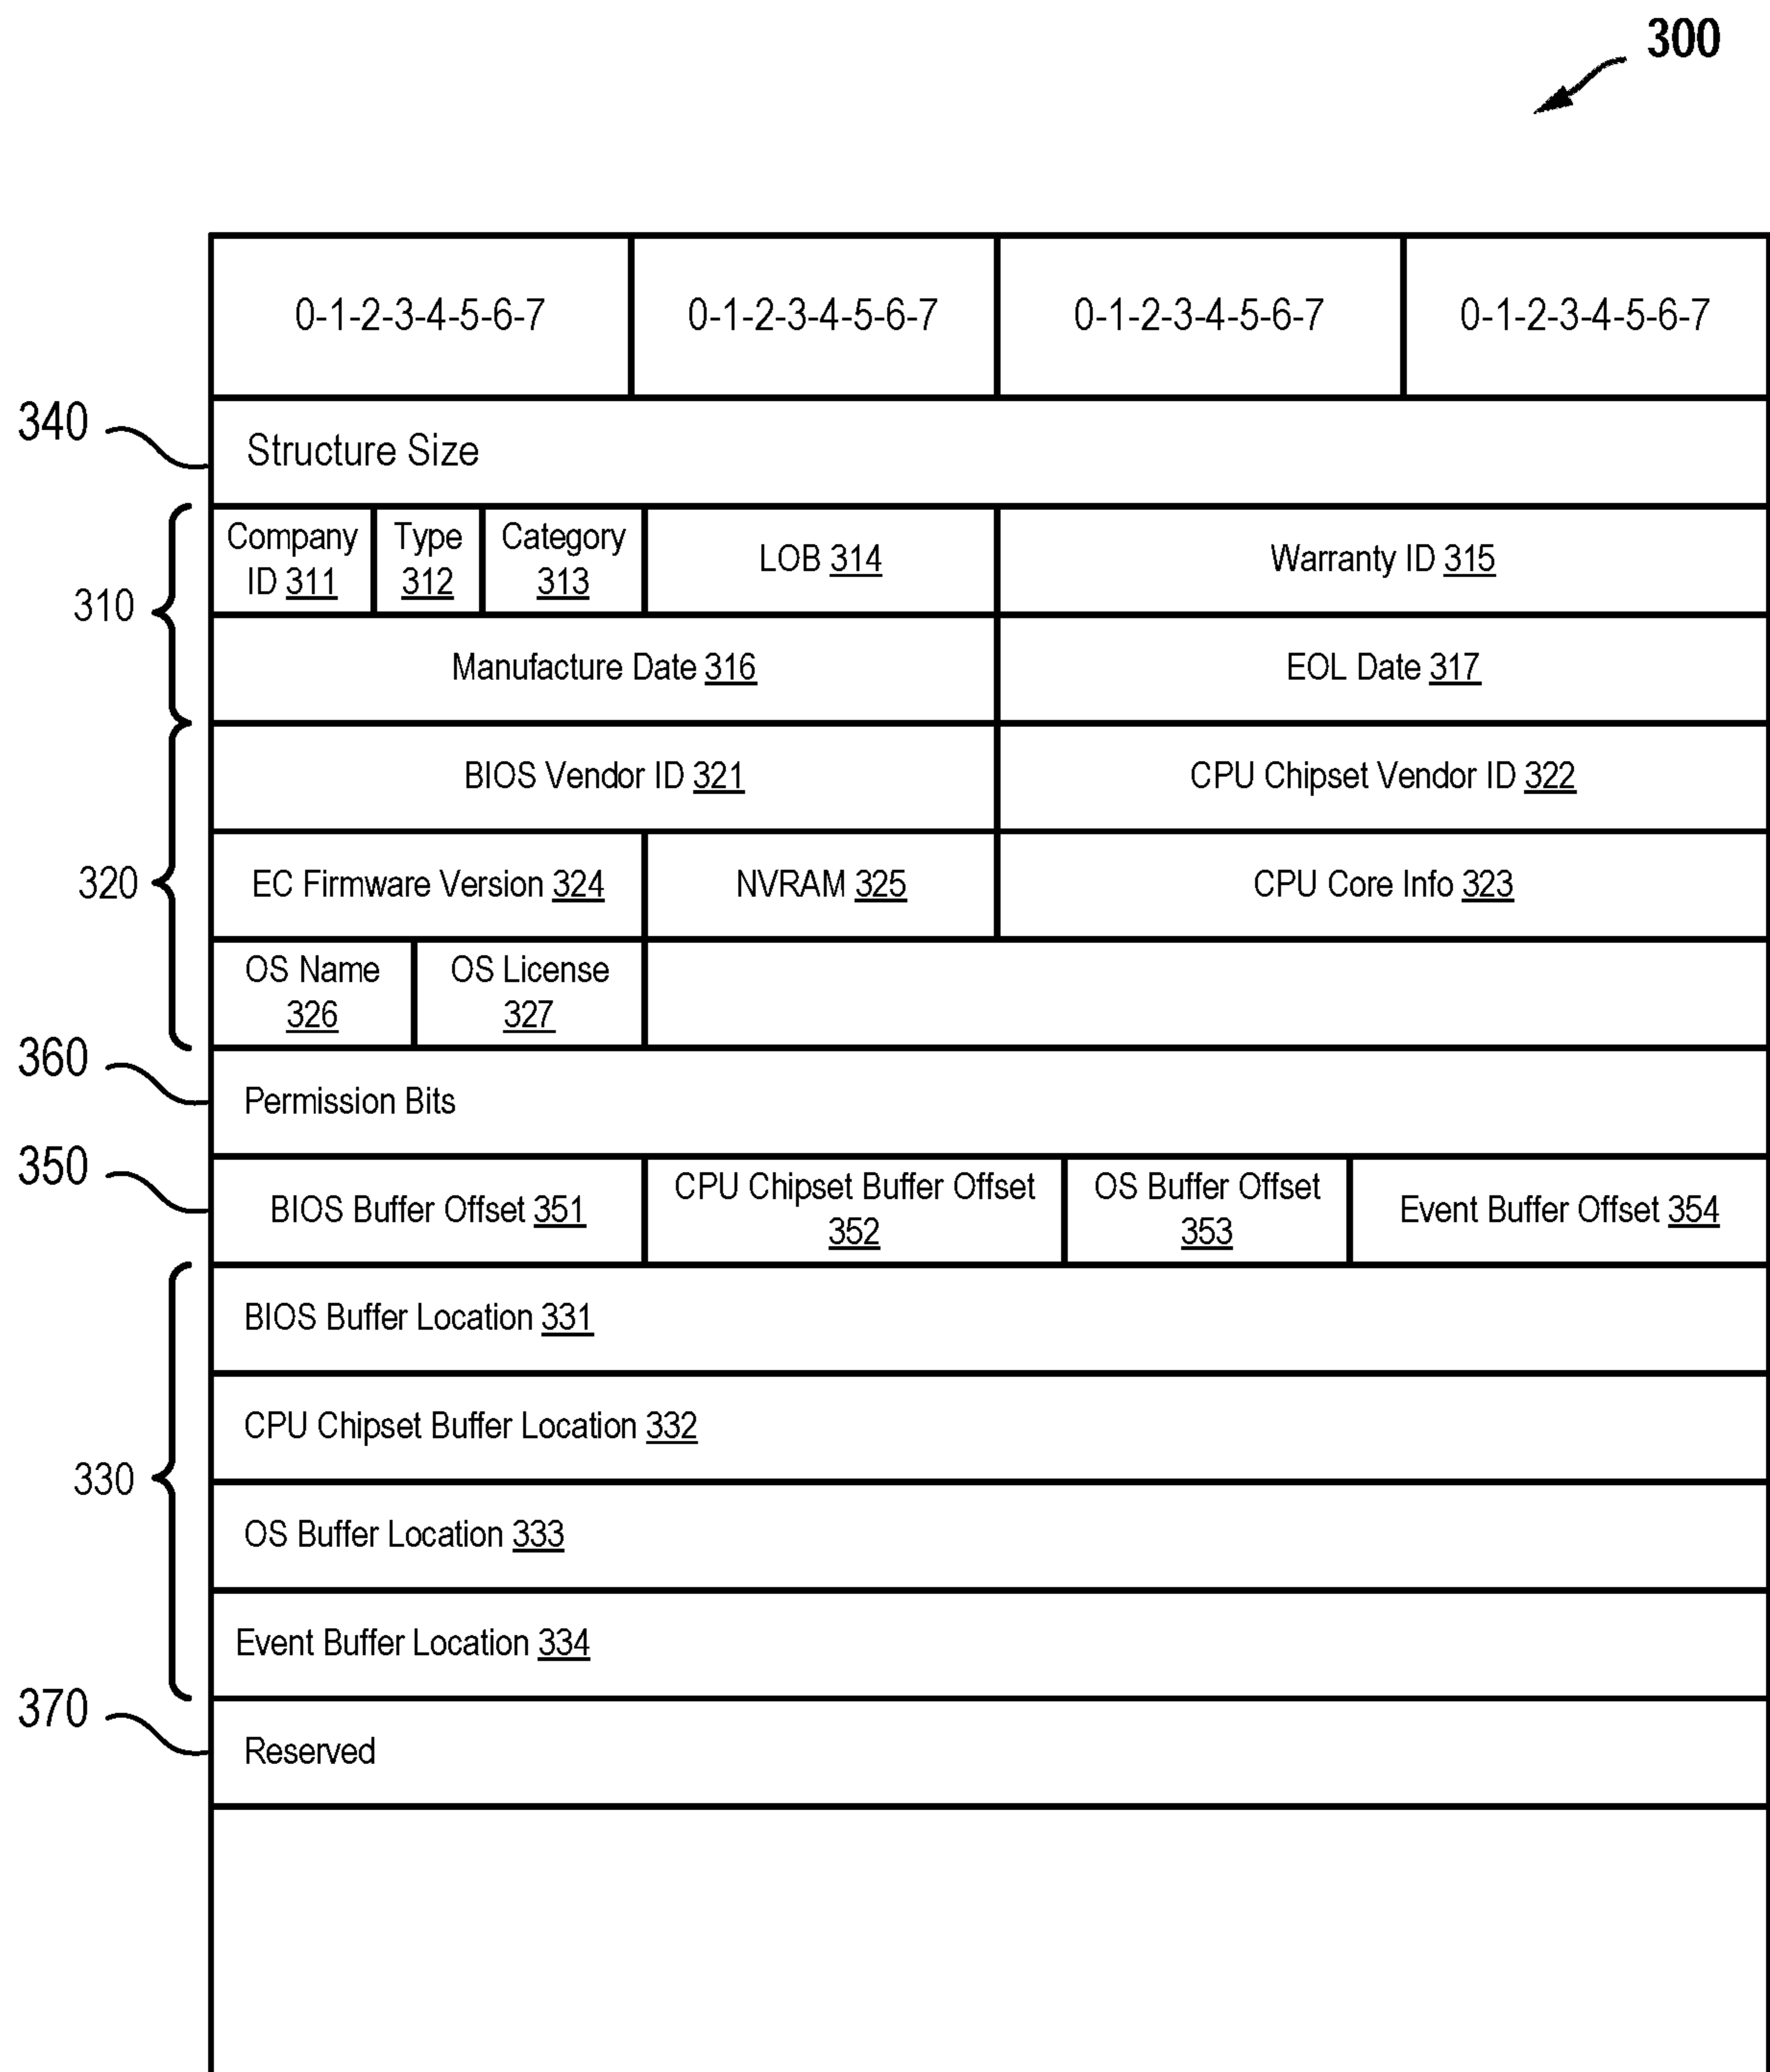 300
0-1-2-3-4-5-6-7 0-1-2-3-4-5-6-7 0-1-2-3-4-5-6-7 0-1-2-3-4-5-6-7
340
Structure Size
310
Company
ID 311
Type
312
Category
313
LOB 314
Warranty ID 315
Manufacture Date 316
EOL Date 317
320
BIOS Vendor ID 321
CPU Chipset Vendor ID 322
EC Firmware Version 324
NVRAM 325
CPU Core Info 323
OS Name
326
OS License
327
360
Permission Bits
350
BIOS Buffer Offset 351
CPU Chipset Buffer Offset
352
OS Buffer Offset
353
Event Buffer Offset 354
330
BIOS Buffer Location 331
CPU Chipset Buffer Location 332
OS Buffer Location 333
Event Buffer Location 334
370
Reserved